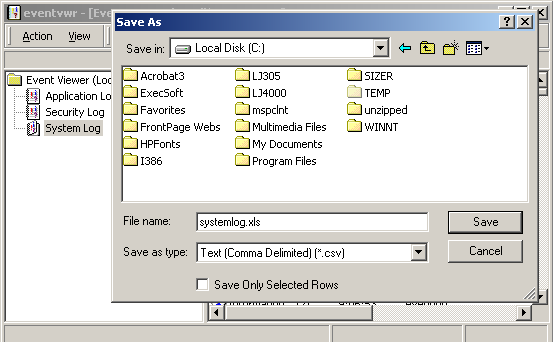 eventvwr - [Eve
Save As
Action View
Save in: Local Disk (C:)
Event Viewer (Loc
Application Lo
Security Log
System Log
Acrobat3
ExecSoft
Favorites
FrontPage Webs
HPFonts
I386
LJ305
LJ4000
mspclnt
Multimedia Files
My Documents
Program Files
SIZER
TEMP
unzipped
WINNT
File name: systemlog.xls Save
Save as type: Text (Comma Delimited) (*.csv) Cancel
Save Only Selected Rows